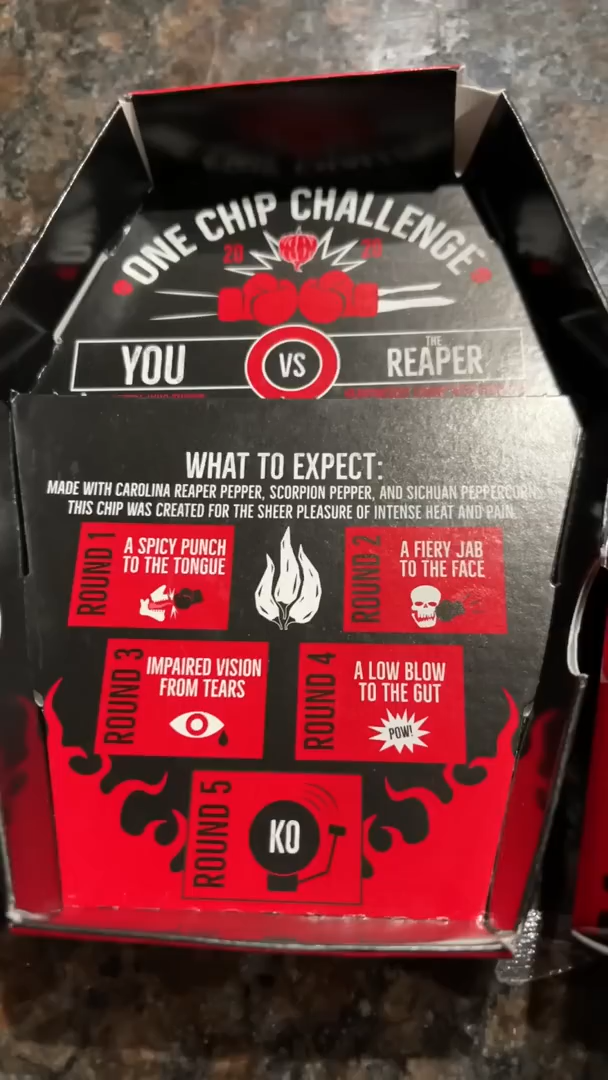 ONE CHIP CHALLENGE
20 20
YOU
VS
THE
REAPER
WHAT TO EXPECT:
MADE WITH CAROLINA REAPER PEPPER, SCORPION PEPPER, AND SICHUAN PEPPERCORN,
THIS CHIP WAS CREATED FOR THE SHEER PLEASURE OF INTENSE HEAT AND PAIN.
ROUND 1
A SPICY PUNCH
TO THE TONGUE
ROUND 2
A FIERY JAB
TO THE FACE
ROUND 3
IMPAIRED VISION
FROM TEARS
ROUND 4
A LOW BLOW
TO THE GUT
POW!
ROUND 5
KO